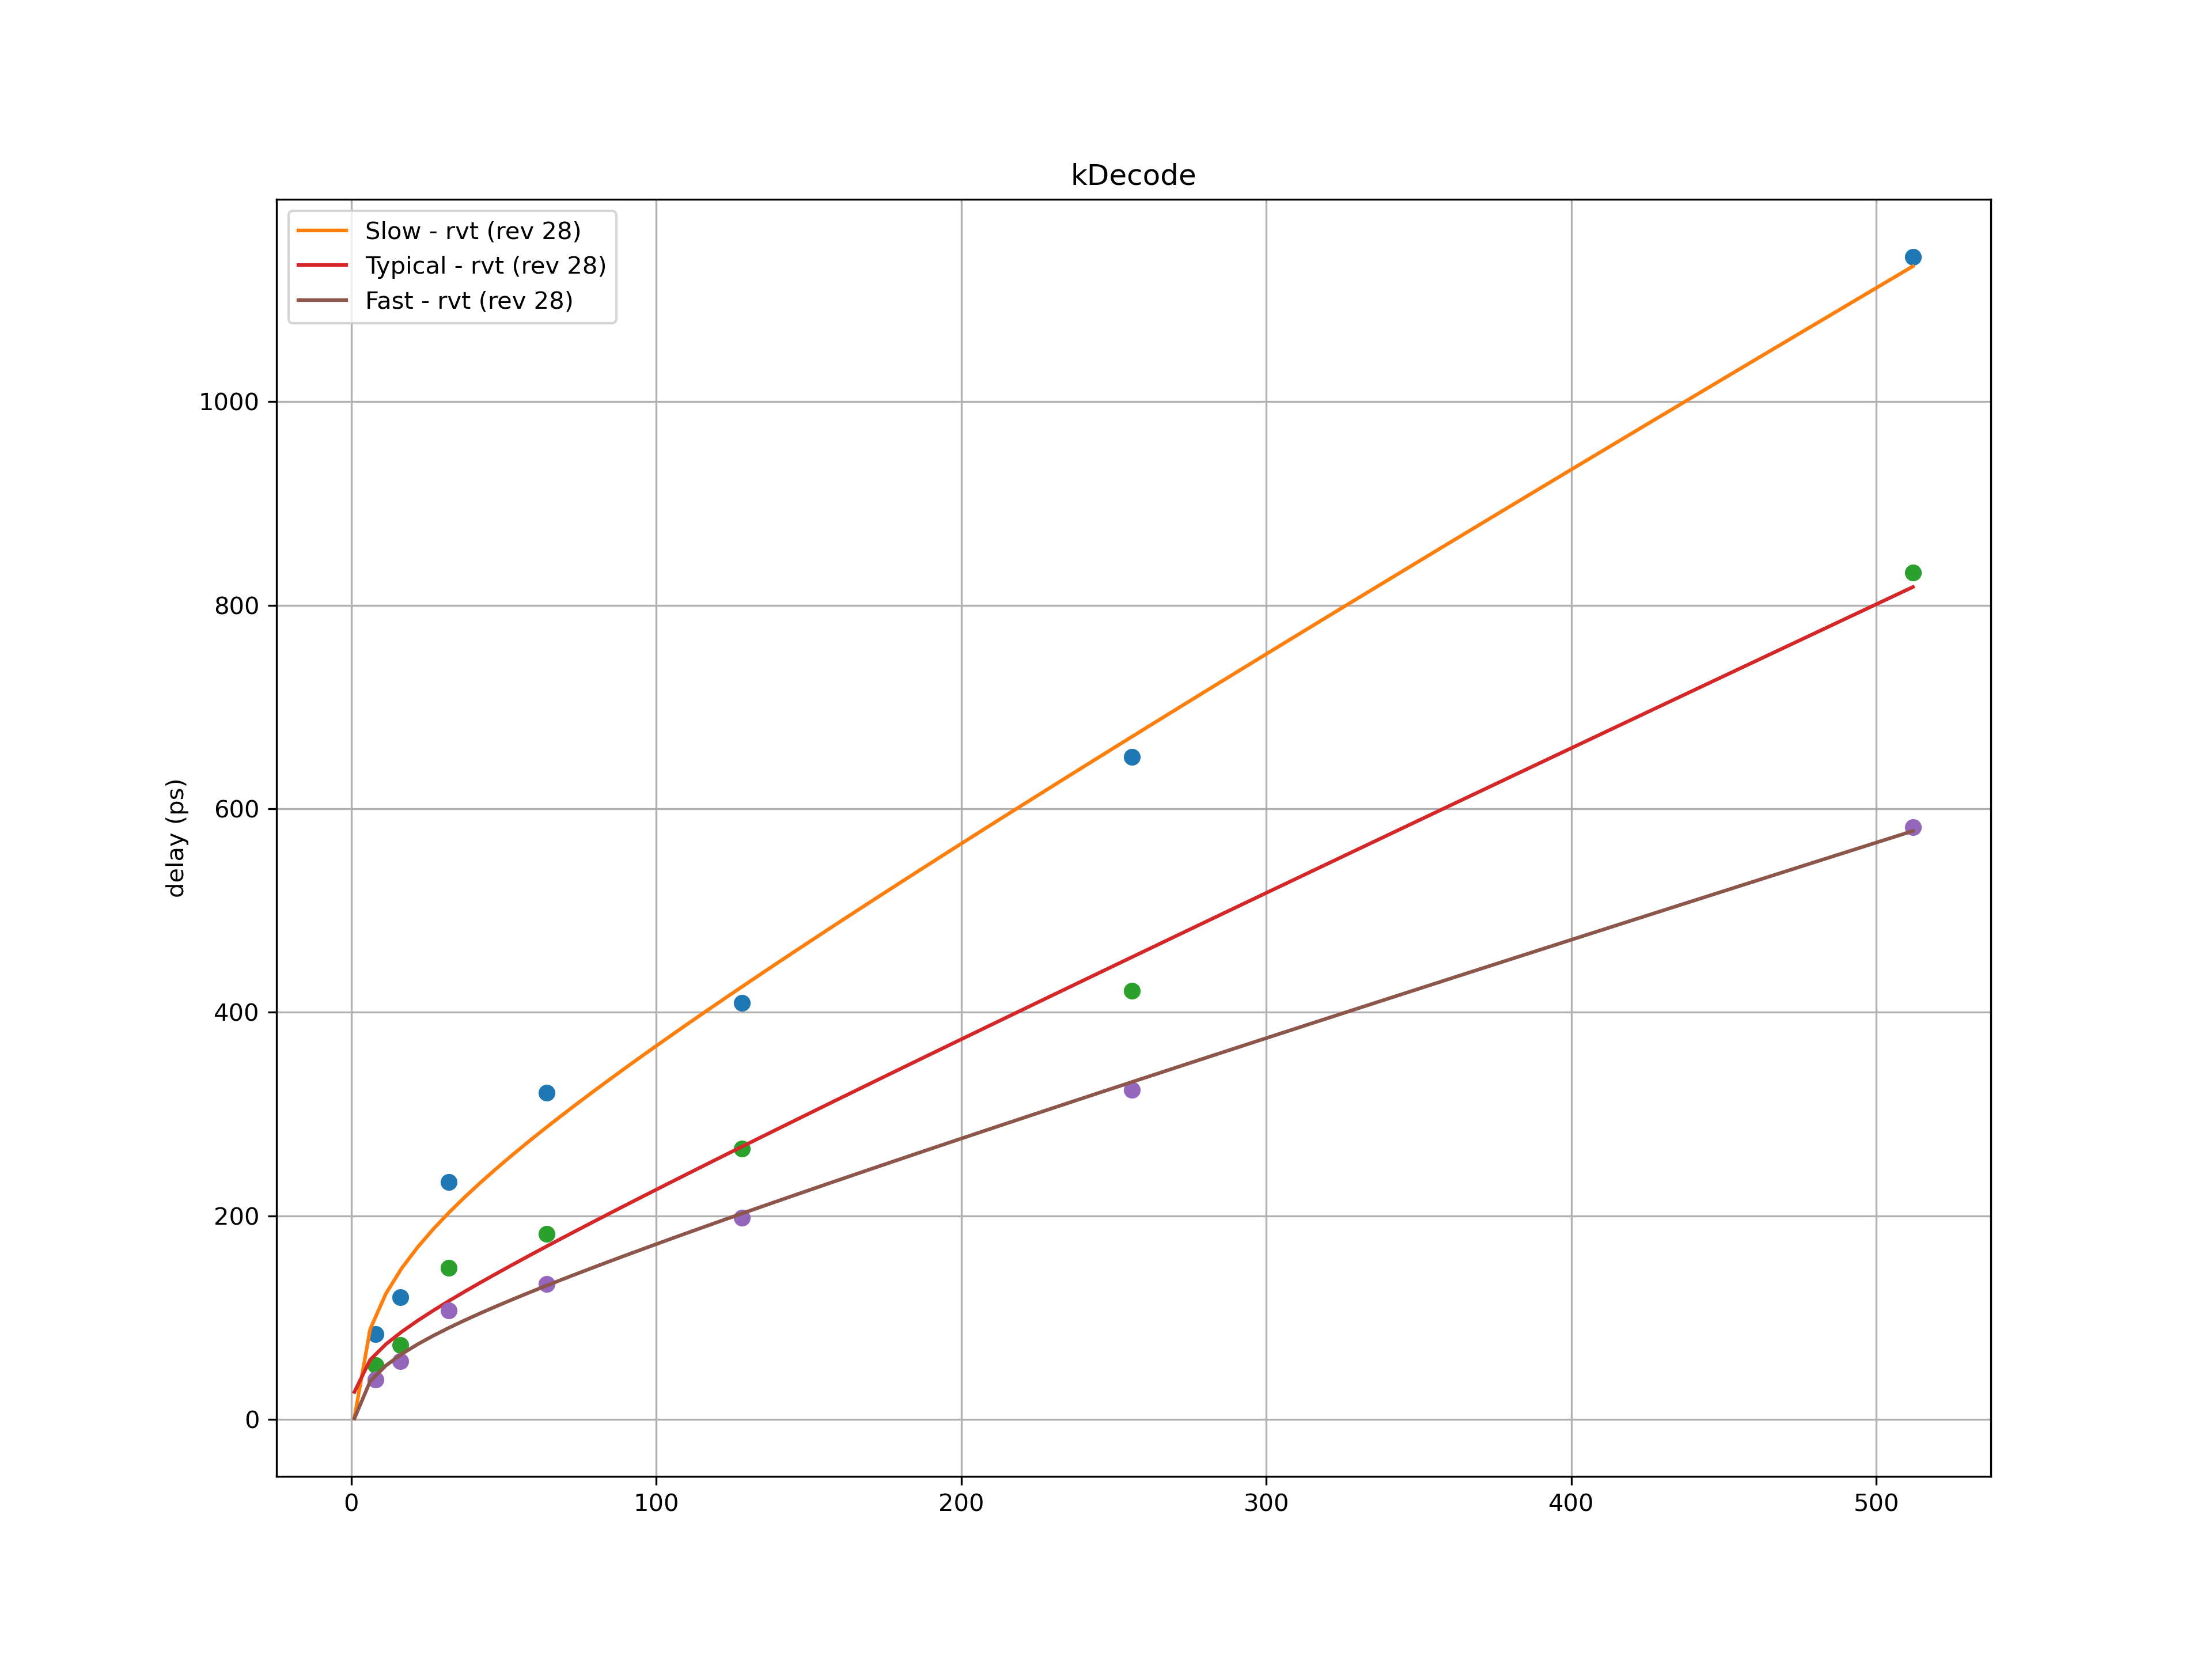 kDecode
Slow - rvt (rev 28)
Typical - rvt (rev 28)
Fast - rvt (rev 28)
1000
800
600
400
200
0
delay (ps)
0 100 200 300 400 500